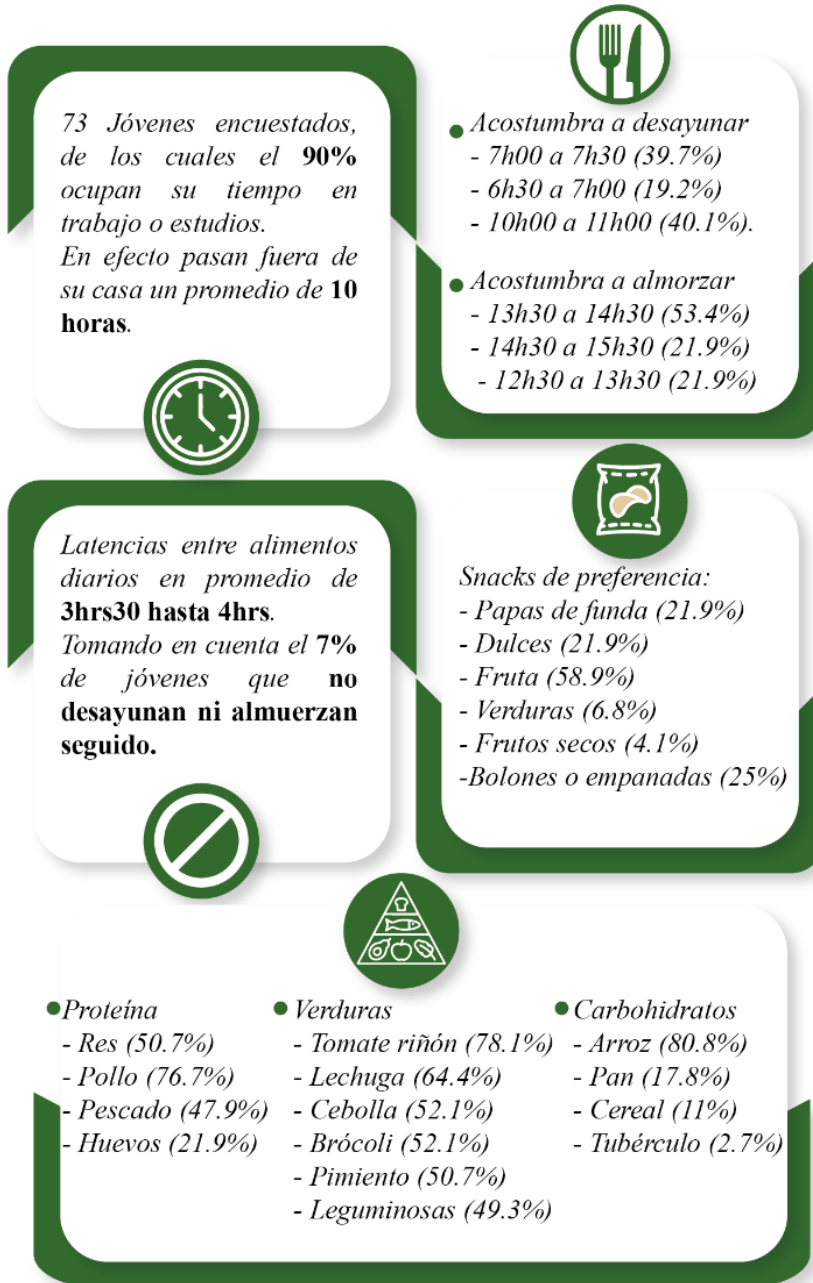 73 Jóvenes encuestados,
de los cuales el 90%
ocupan su tiempo en
trabajo o estudios.
En efecto pasan fuera de
su casa un promedio de 10
horas.
Acostumbra a desayunar
- 7h00 a 7h30 (39.7%)
- 6h30 a 7h00 (19.2%)
- 10h00 a 11h00 (40.1%).
Acostumbra a almorzar
- 13h30 a 14h30 (53.4%)
- 14h30 a 15h30 (21.9%)
- 12h30 a 13h30 (21.9%)
Latencias entre alimentos
diarios en promedio de
3hrs30 hasta 4hrs.
Tomando en cuenta el 7%
de jóvenes que no
desayunan ni almuerzan
seguido.
Snacks de preferencia:
- Papas de funda (21.9%)
- Dulces (21.9%)
- Fruta (58.9%)
- Verduras (6.8%)
- Frutos secos (4.1%)
-Bolones o empanadas (25%)
Proteína
- Res (50.7%)
- Pollo (76.7%)
- Pescado (47.9%)
- Huevos (21.9%)
Verduras
- Tomate riñón (78.1%)
- Lechuga (64.4%)
- Cebolla (52.1%)
- Brócoli (52.1%)
- Pimiento (50.7%)
- Leguminosas (49.3%)
Carbohidratos
- Arroz (80.8%)
- Pan (17.8%)
- Cereal (11%)
- Tubérculo (2.7%)